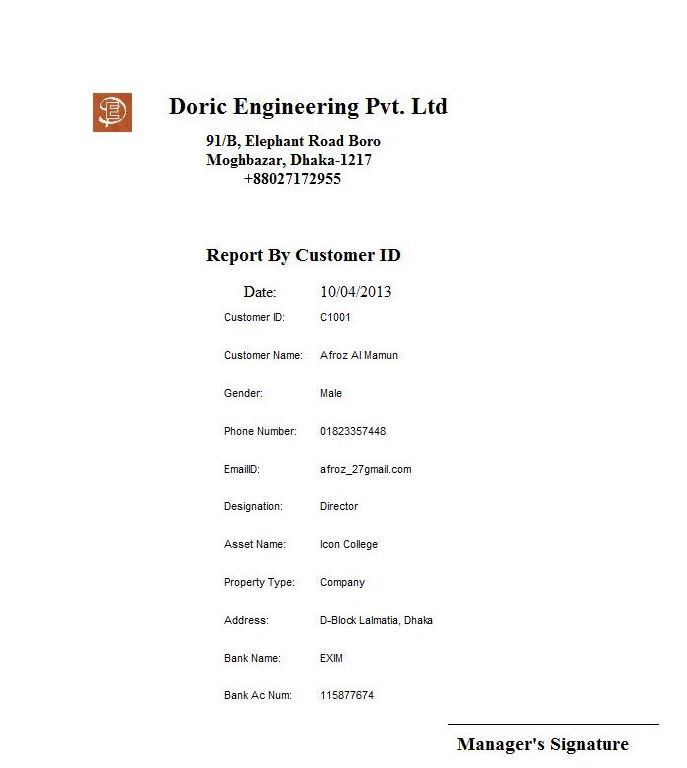 DE
Doric Engineering Pvt. Ltd
91/B, Elephant Road Boro
Moghbazar, Dhaka-1217
+88027172955
Report By Customer ID
Date: 10/04/2013
Customer ID: C1001
Customer Name: Afroz Al Mamun
Gender: Male
Phone Number: 01823357448
EmailID: afroz_27gmail.com
Designation: Director
Asset Name: Icon College
Property Type: Company
Address: D-Block Lalmatia, Dhaka
Bank Name: EXIM
Bank Ac Num: 115877674
Manager's Signature